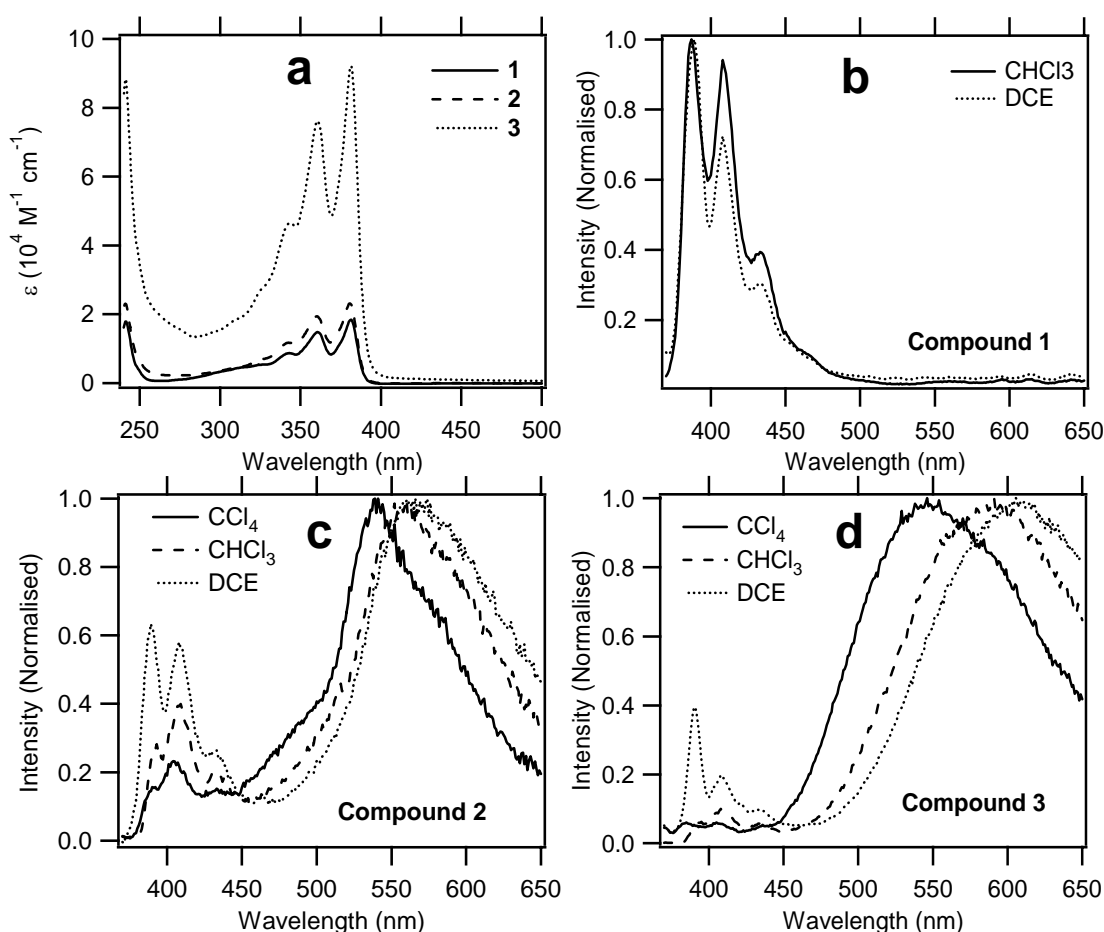 a
ε (10⁴ M⁻¹ cm⁻¹)
10
8
6
4
2
0
1
2
3
250 300 350 400 450 500
Wavelength (nm)
b
Intensity (Normalised)
1.0
0.8
0.6
0.4
0.2
CHCl3
DCE
Compound 1
400 450 500 550 600 650
Wavelength (nm)
c
Intensity (Normalised)
1.0
0.8
0.6
0.4
0.2
0.0
CCl₄
CHCl₃
DCE
Compound 2
400 450 500 550 600 650
Wavelength (nm)
d
Intensity (Normalised)
1.0
0.8
0.6
0.4
0.2
0.0
CCl₄
CHCl₃
DCE
Compound 3
400 450 500 550 600 650
Wavelength (nm)